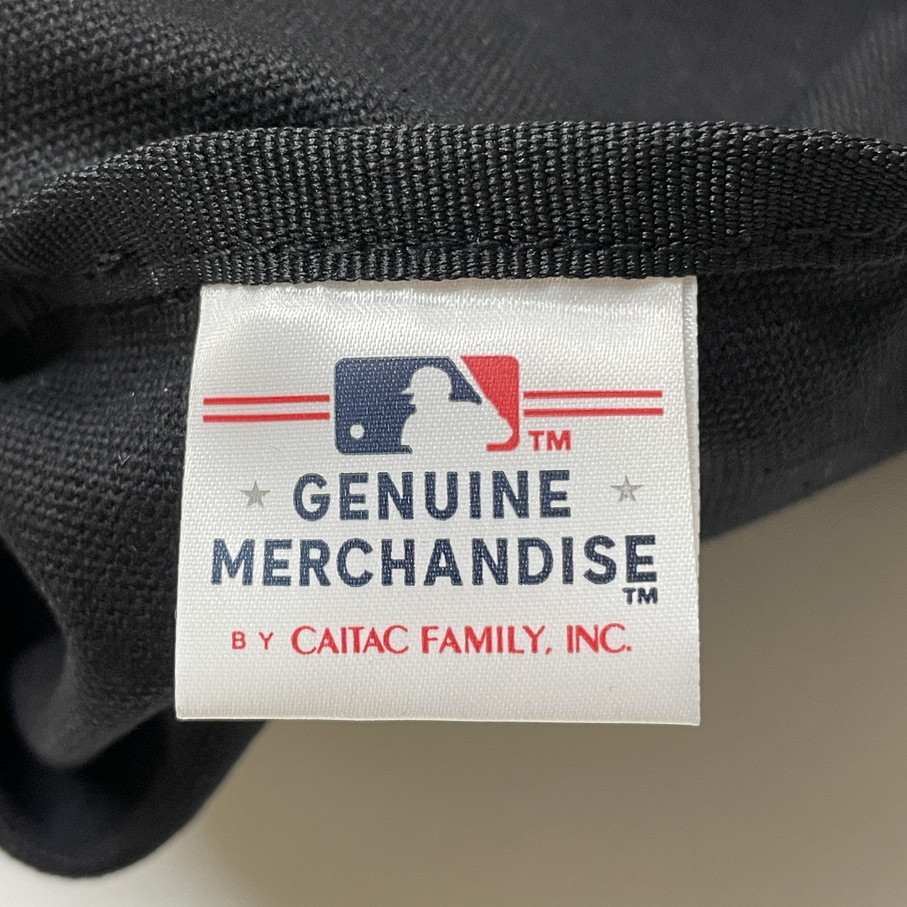 TM
GENUINE
MERCHANDISE
TM
BY CAITAC FAMILY, INC.